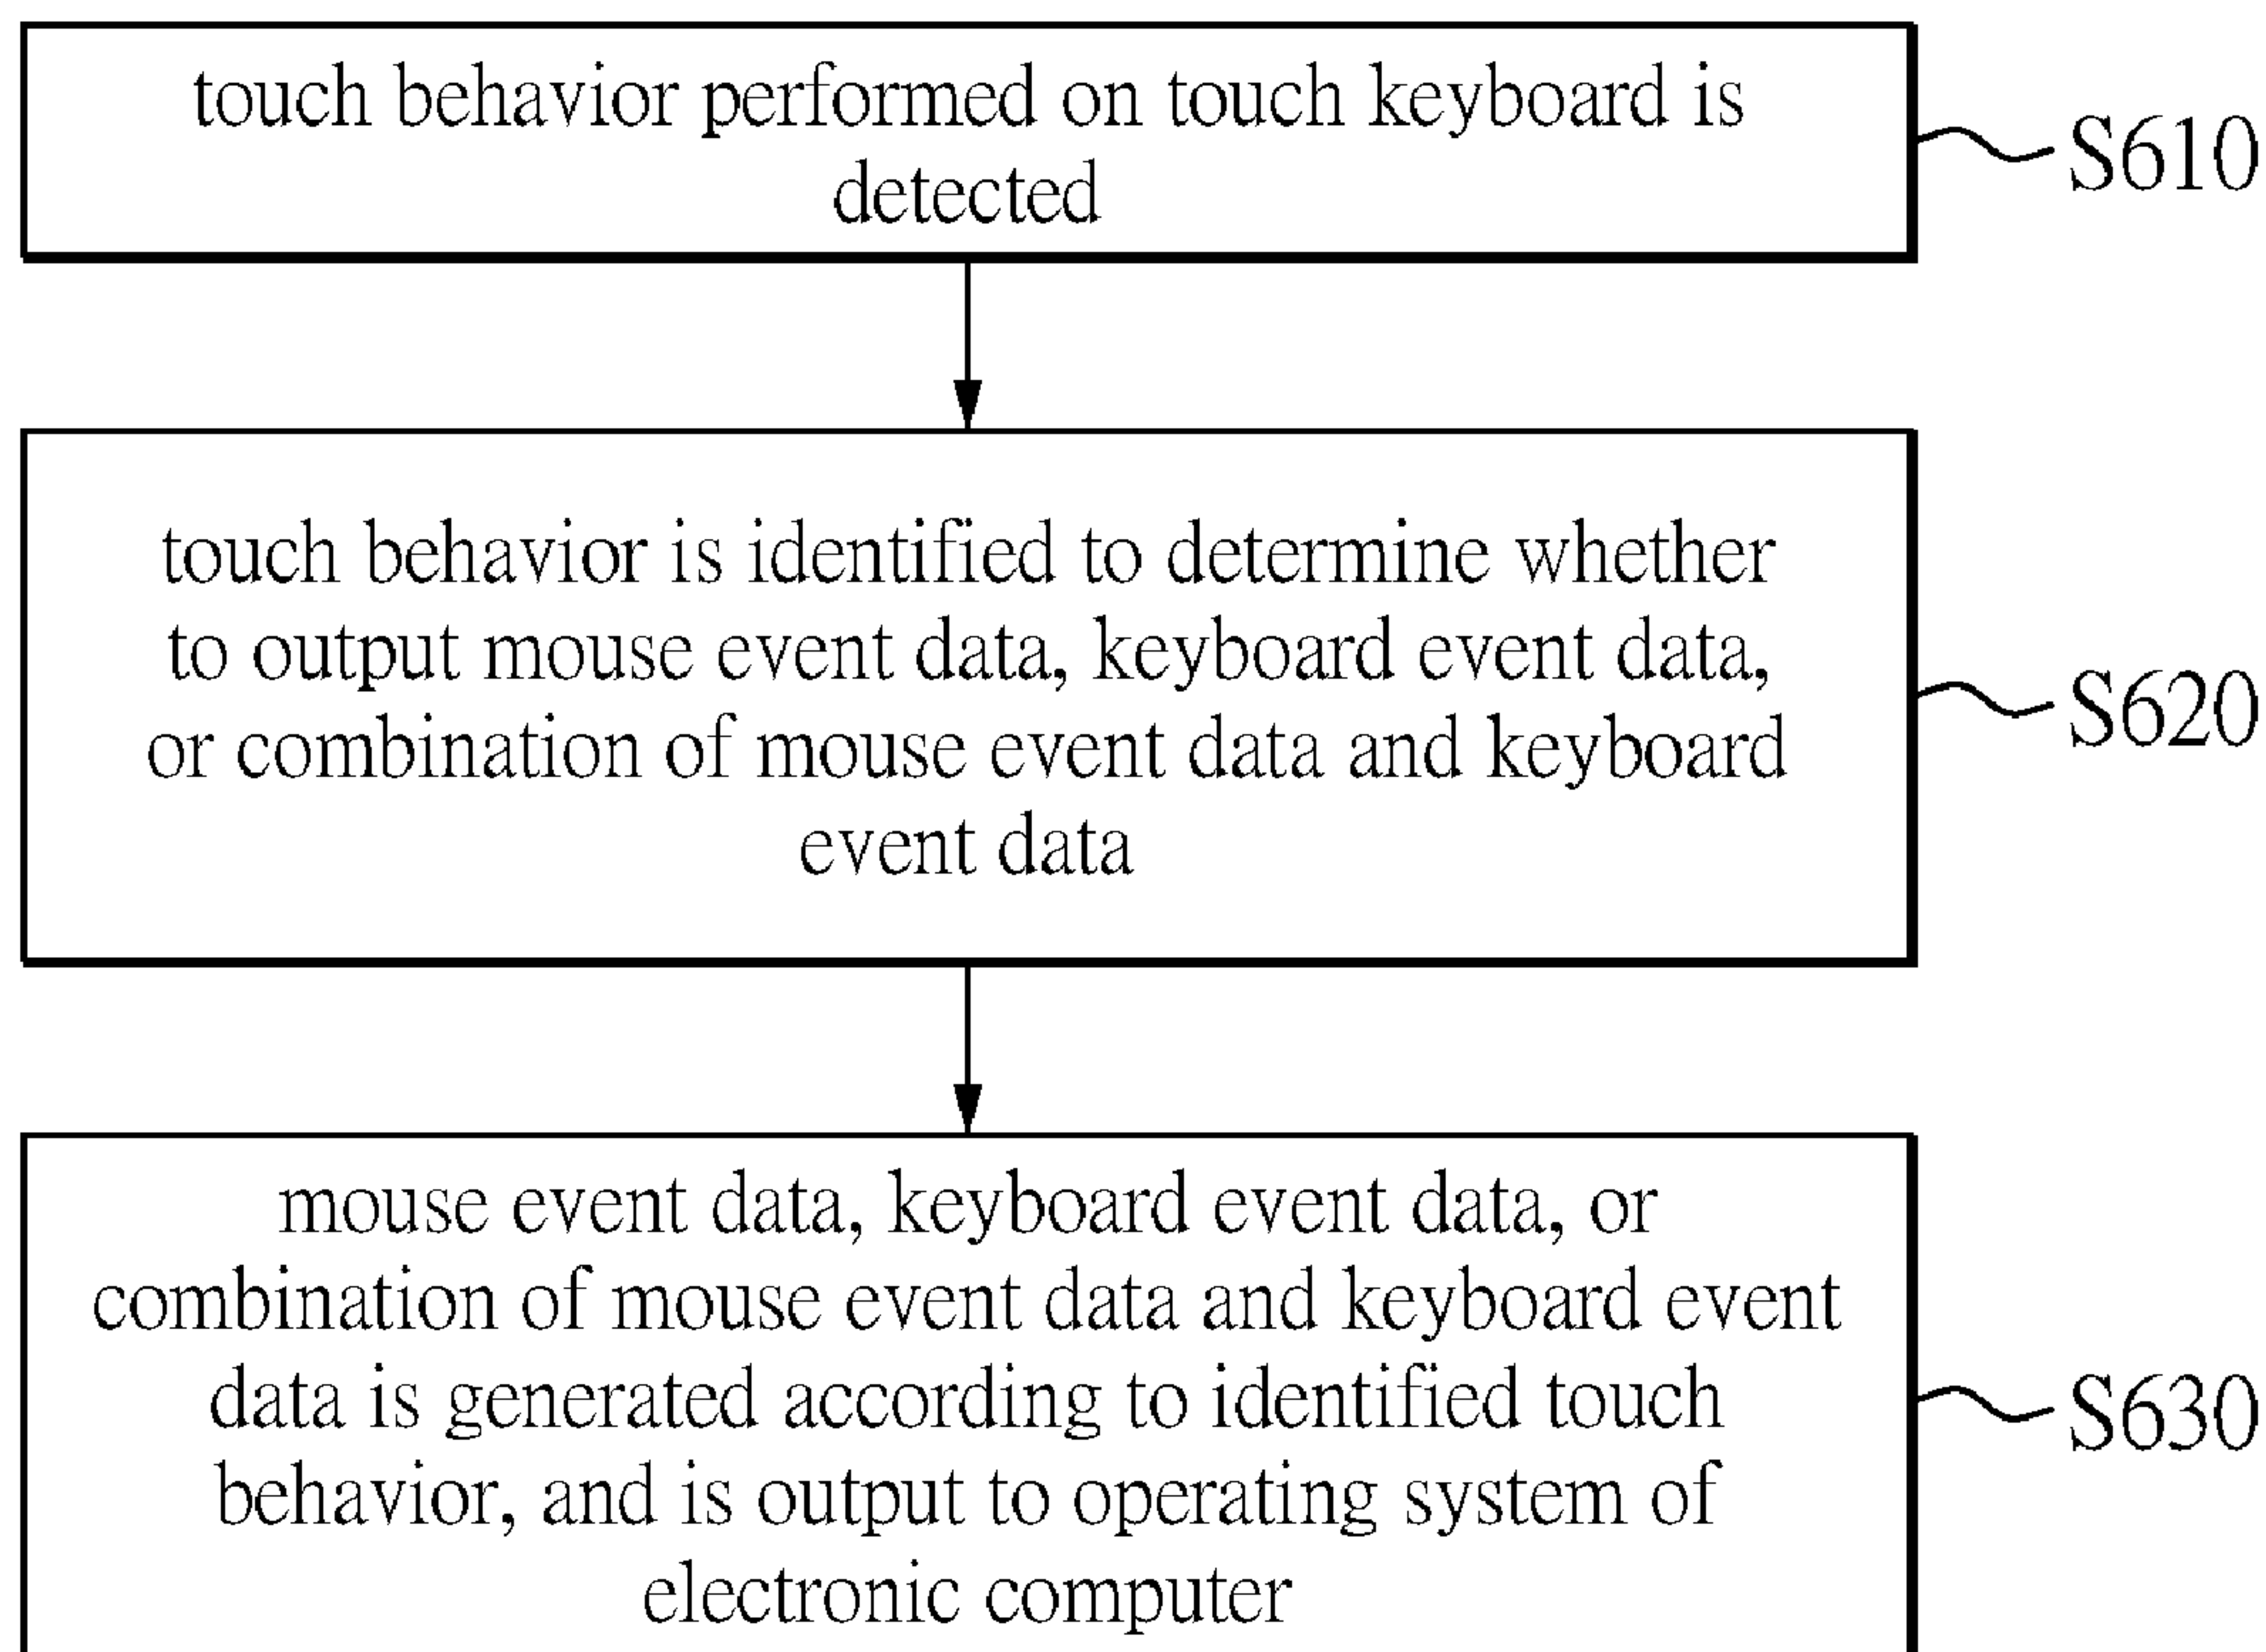 touch behavior performed on touch keyboard is
detected
S610
touch behavior is identified to determine whether
to output mouse event data, keyboard event data,
or combination of mouse event data and keyboard
event data
S620
mouse event data, keyboard event data, or
combination of mouse event data and keyboard event
data is generated according to identified touch
behavior, and is output to operating system of
electronic computer
S630